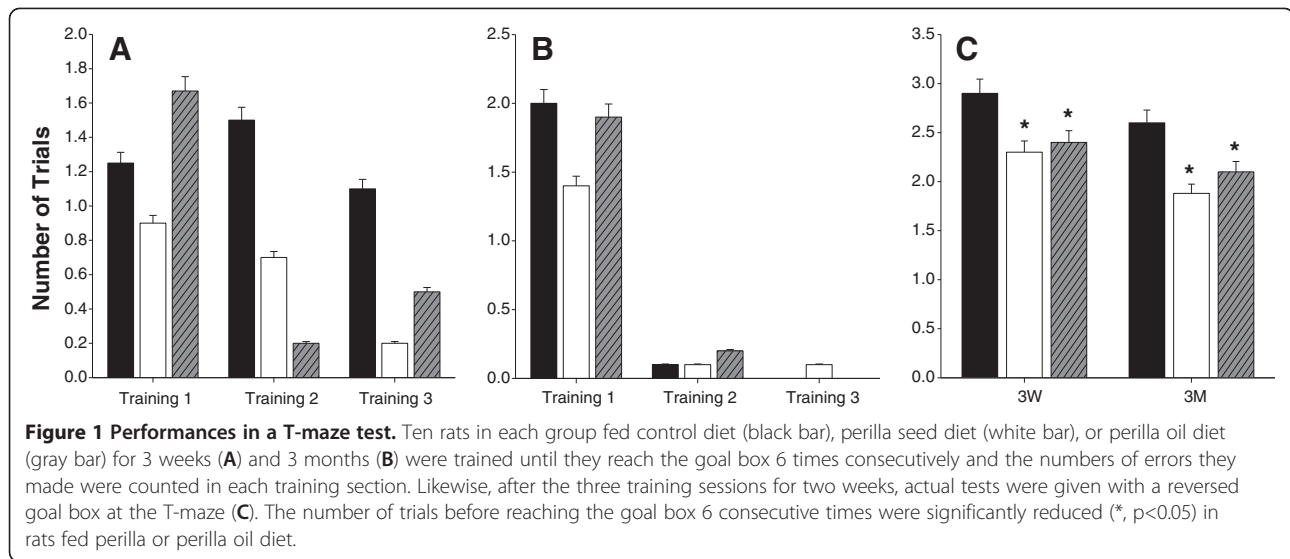 A
B
C
Number of Trials
2.0
1.8
1.6
1.4
1.2
1.0
0.8
0.6
0.4
0.2
0.0
Training 1 Training 2 Training 3
2.5
2.0
1.5
1.0
0.5
0.0
Training 1 Training 2 Training 3
3.5
3.0
2.5
2.0
1.5
1.0
0.5
0.0
* * * *
3W 3M
Figure 1 Performances in a T-maze test. Ten rats in each group fed control diet (black bar), perilla seed diet (white bar), or perilla oil diet
(gray bar) for 3 weeks (A) and 3 months (B) were trained until they reach the goal box 6 times consecutively and the numbers of errors they
made were counted in each training section. Likewise, after the three training sessions for two weeks, actual tests were given with a reversed
goal box at the T-maze (C). The number of trials before reaching the goal box 6 consecutive times were significantly reduced (*, p<0.05) in
rats fed perilla or perilla oil diet.